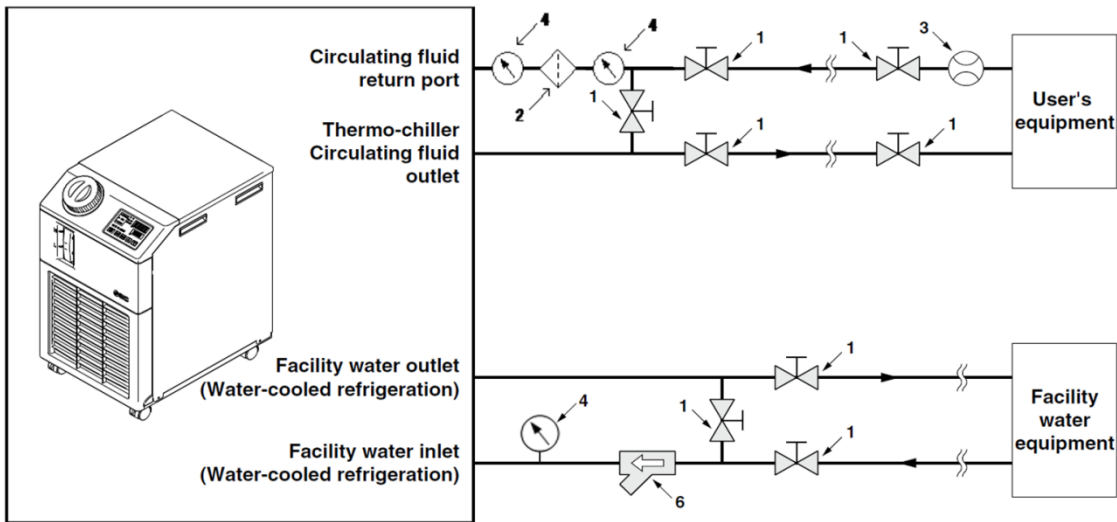 4
4
1
1
3
Circulating fluid
return port
2
1
User's
equipment
Thermo-chiller
Circulating fluid
outlet
1
1
Facility water outlet
(Water-cooled refrigeration)
1
4
1
Facility
water
equipment
Facility water inlet
(Water-cooled refrigeration)
1
6